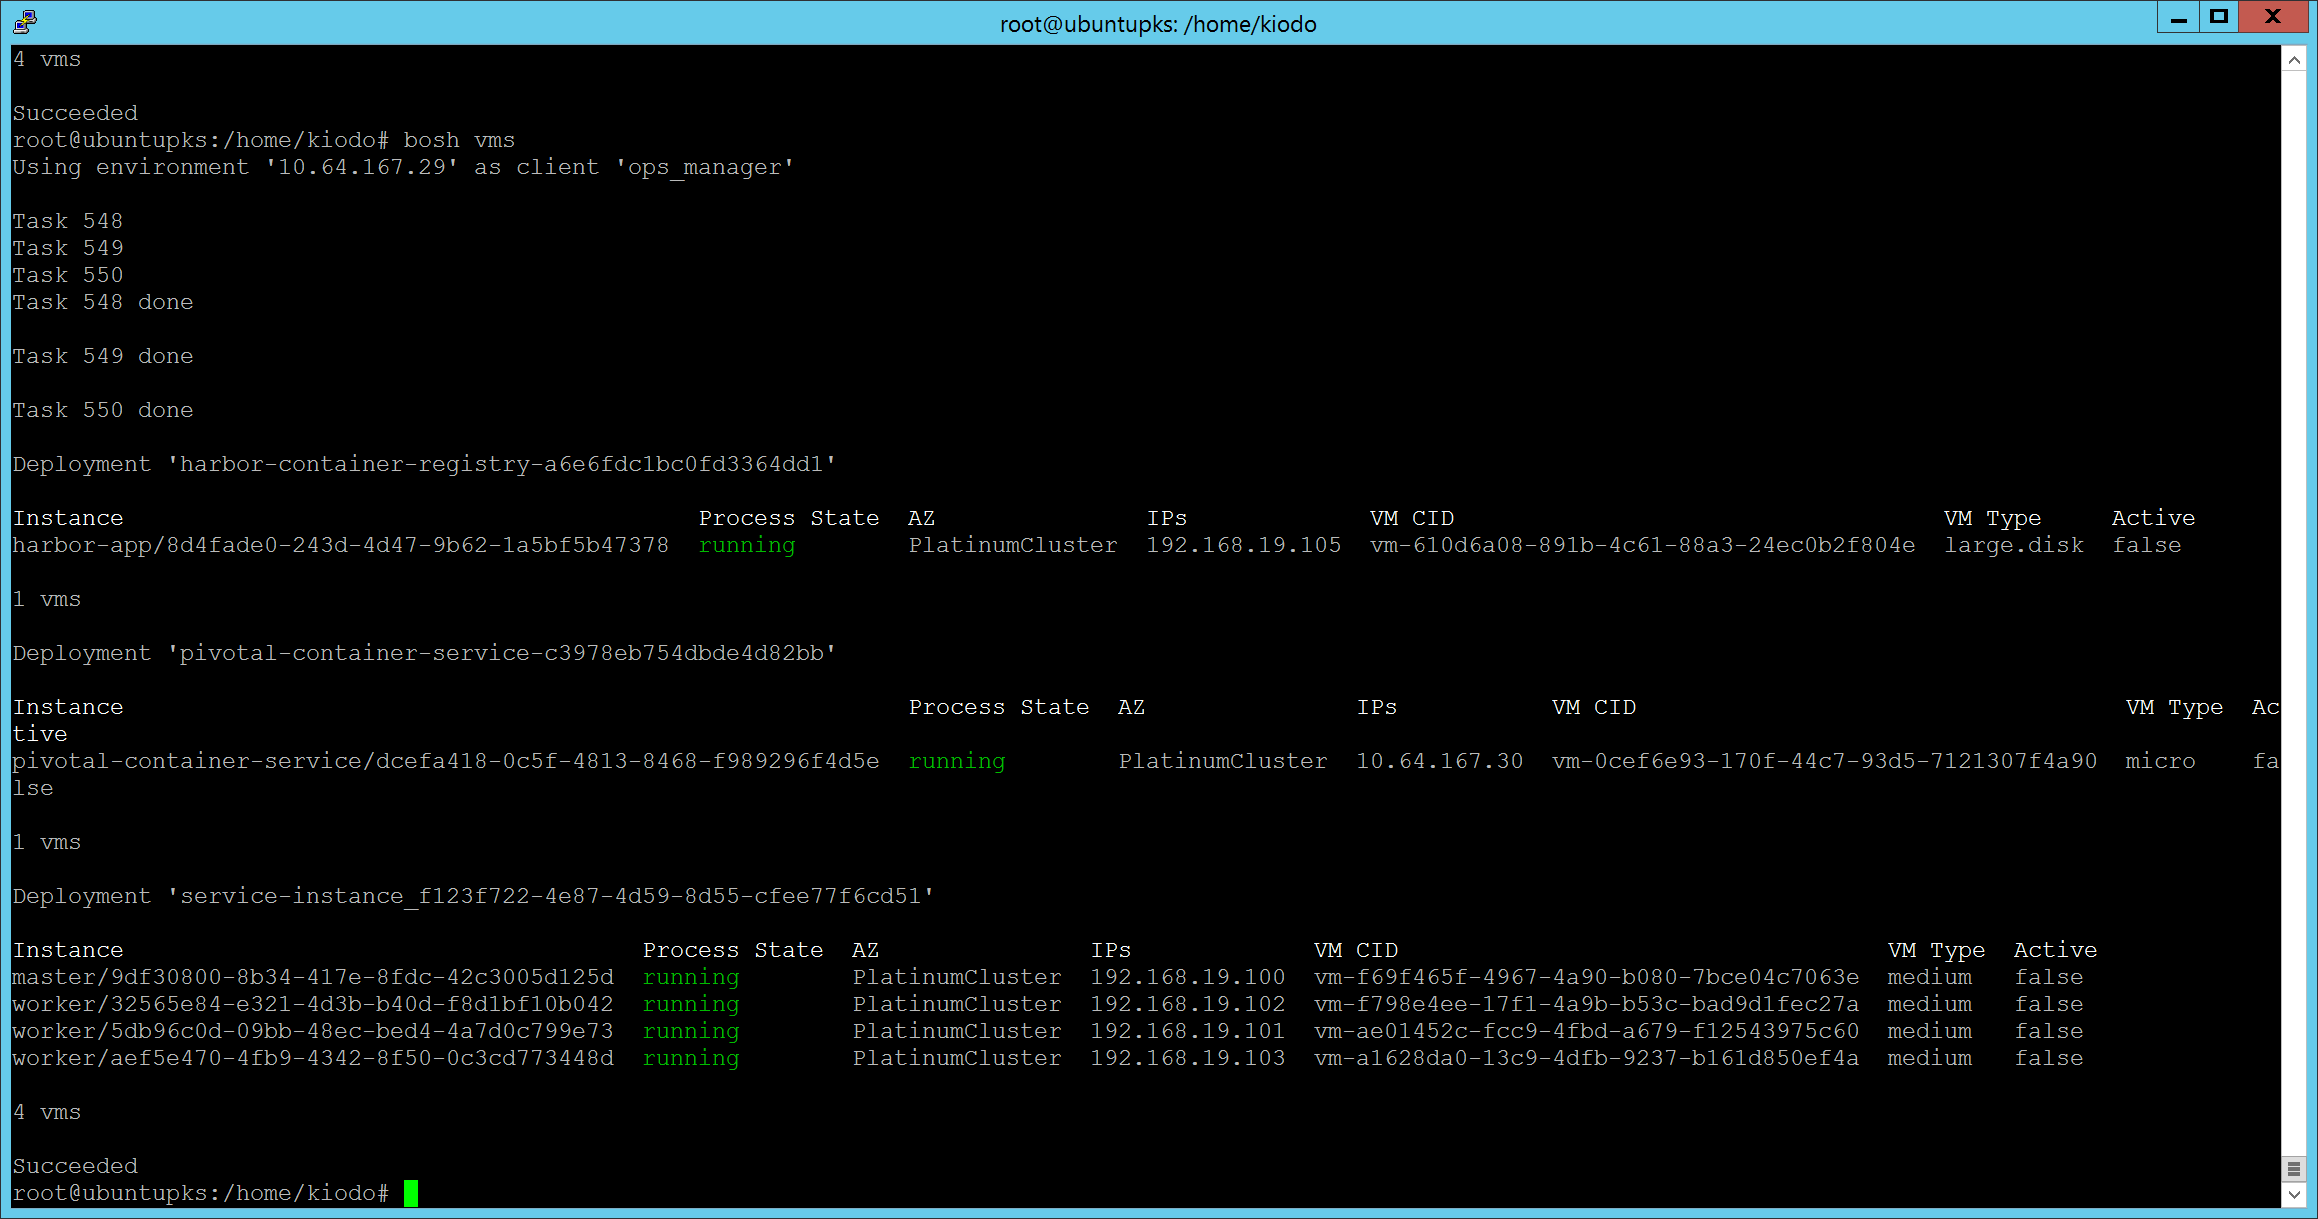 root@ubuntupks: /home/kiodo
4 vms
Succeeded
root@ubuntupks:/home/kiodo# bosh vms
Using environment '10.64.167.29' as client 'ops_manager'
Task 548
Task 549
Task 550
Task 548 done
Task 549 done
Task 550 done
Deployment 'harbor-container-registry-a6e6fdc1bc0fd3364dd1'
Instance Process State AZ IPs VM CID VM Type Active
harbor-app/8d4fade0-243d-4d47-9b62-1a5bf5b47378 running PlatinumCluster 192.168.19.105 vm-610d6a08-891b-4c61-88a3-24ec0b2f804e large.disk false
1 vms
Deployment 'pivotal-container-service-c3978eb754dbde4d82bb'
Instance Process State AZ IPs VM CID VM Type Ac
tive
pivotal-container-service/dcefa418-0c5f-4813-8468-f989296f4d5e running PlatinumCluster 10.64.167.30 vm-0cef6e93-170f-44c7-93d5-7121307f4a90 micro fa
lse
1 vms
Deployment 'service-instance_f123f722-4e87-4d59-8d55-cfee77f6cd51'
Instance Process State AZ IPs VM CID VM Type Active
master/9df30800-8b34-417e-8fdc-42c3005d125d running PlatinumCluster 192.168.19.100 vm-f69f465f-4967-4a90-b080-7bce04c7063e medium false
worker/32565e84-e321-4d3b-b40d-f8d1bf10b042 running PlatinumCluster 192.168.19.102 vm-f798e4ee-17f1-4a9b-b53c-bad9d1fec27a medium false
worker/5db96c0d-09bb-48ec-bed4-4a7d0c799e73 running PlatinumCluster 192.168.19.101 vm-ae01452c-fcc9-4fbd-a679-f12543975c60 medium false
worker/aef5e470-4fb9-4342-8f50-0c3cd773448d running PlatinumCluster 192.168.19.103 vm-a1628da0-13c9-4dfb-9237-b161d850ef4a medium false
4 vms
Succeeded
root@ubuntupks:/home/kiodo#